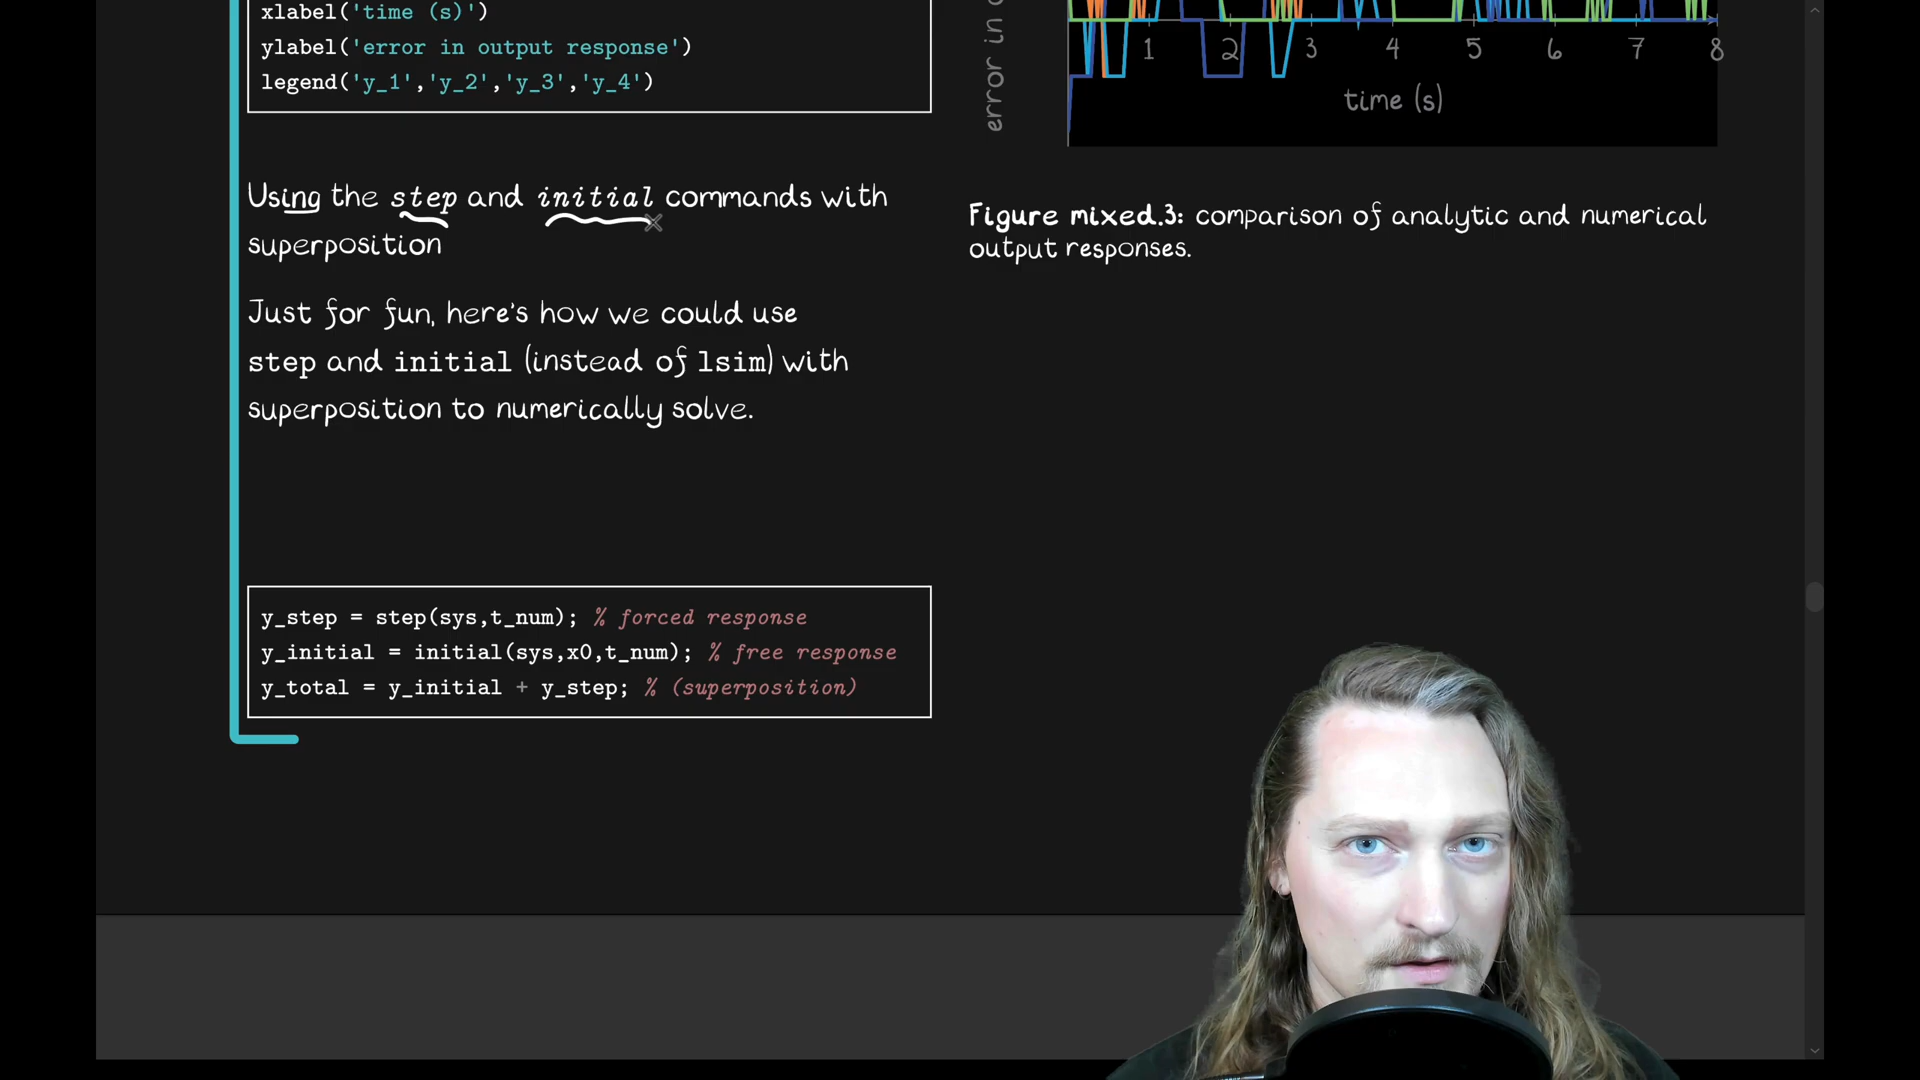 xlabel('time (s)')
ylabel('error in output response')
legend('y_1','y_2','y_3','y_4')
Using the step and initial commands with
superposition
Just for fun, here's how we could use
step and initial (instead of lsim) with
superposition to numerically solve.
y_step = step(sys,t_num); % forced response
y_initial = initial(sys,x0,t_num); % free response
y_total = y_initial + y_step; % (superposition)
error in
1 2 3 4 5 6 7 8
time (s)
Figure mixed.3: comparison of analytic and numerical
output responses.